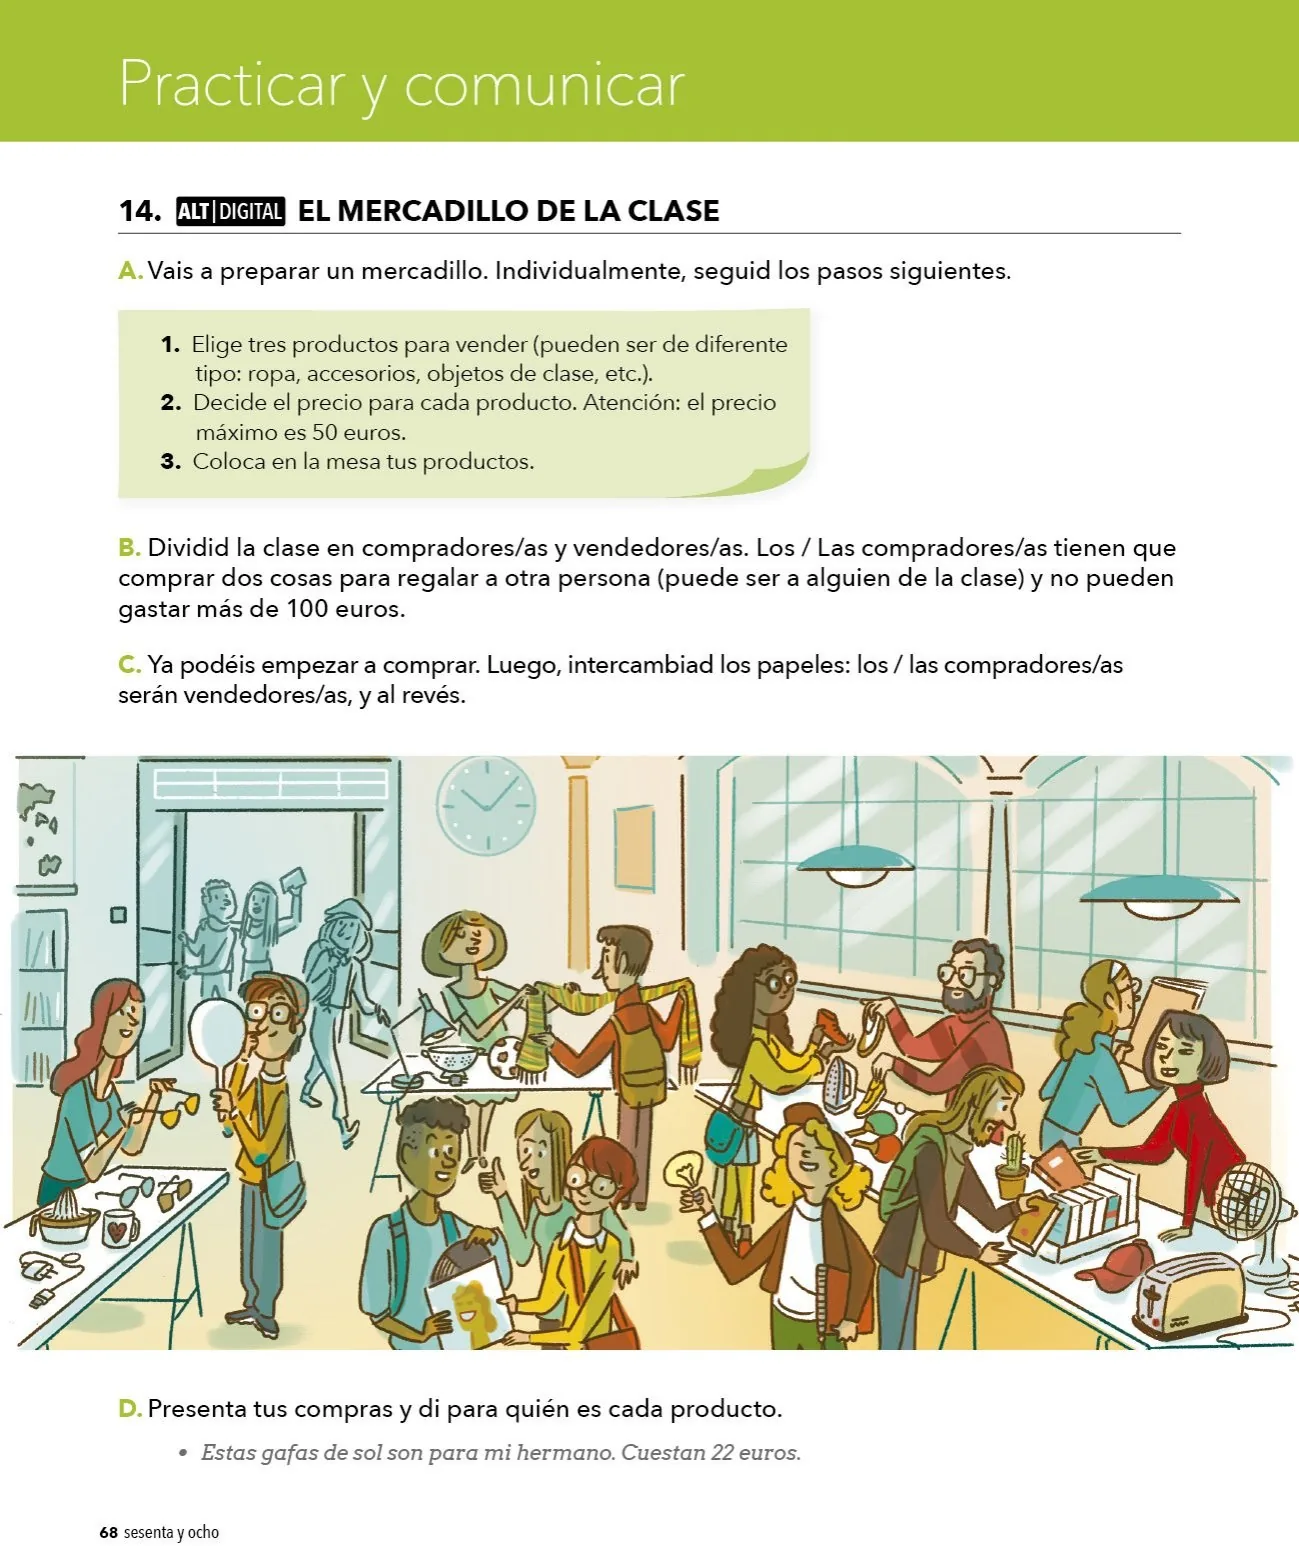 Practicar y comunicar
14. ALT|DIGITAL EL MERCADILLO DE LA CLASE
A. Vais a preparar un mercadillo. Individualmente, seguid los pasos siguientes.
1. Elige tres productos para vender (pueden ser de diferente
tipo: ropa, accesorios, objetos de clase, etc.).
2. Decide el precio para cada producto. Atención: el precio
máximo es 50 euros.
3. Coloca en la mesa tus productos.
B. Dividid la clase en compradores/as y vendedores/as. Los / Las compradores/as tienen que
comprar dos cosas para regalar a otra persona (puede ser a alguien de la clase) y no pueden
gastar más de 100 euros.
C. Ya podéis empezar a comprar. Luego, intercambiad los papeles: los / las compradores/as
serán vendedores/as, y al revés.
D. Presenta tus compras y di para quién es cada producto.
• Estas gafas de sol son para mi hermano. Cuestan 22 euros.
68 sesenta y ocho